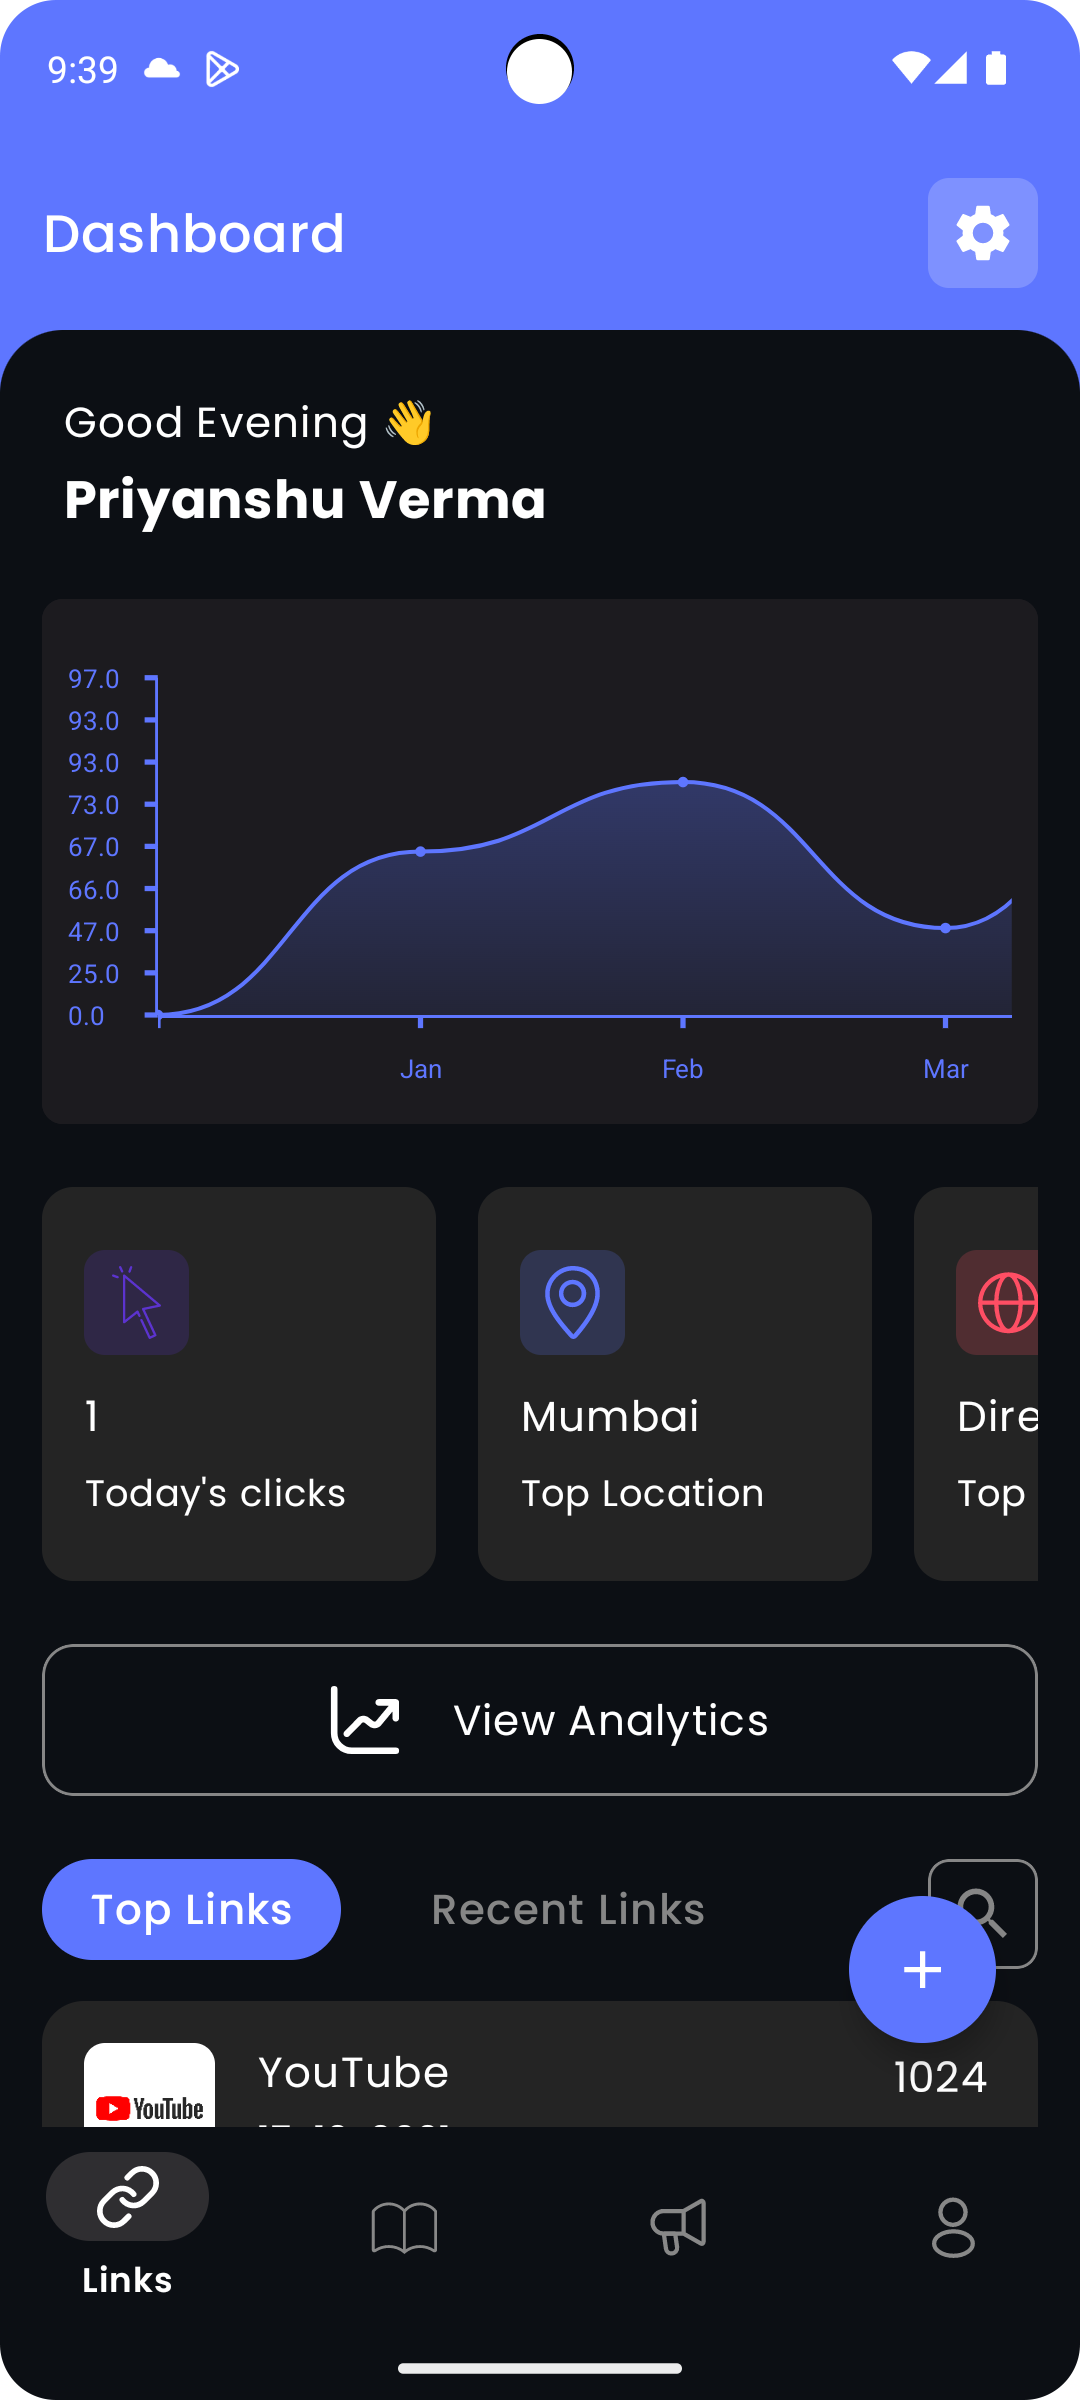 9:39
Dashboard
Good Evening 👋
Priyanshu Verma
97.0
93.0
93.0
73.0
67.0
66.0
47.0
25.0
0.0
Jan Feb Mar
1
Today's clicks
Mumbai
Top Location
Dire
Top
View Analytics
Top Links
Recent Links
+
YouTube
1024
YouTube
Links